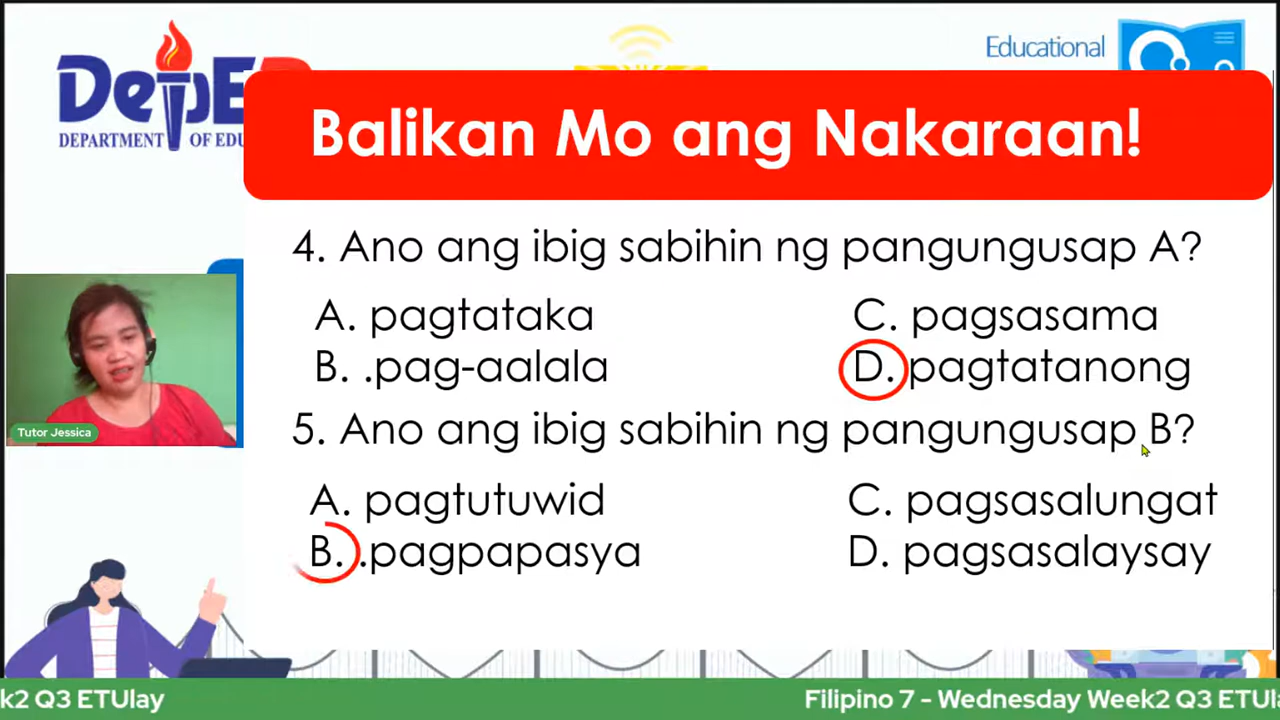 DepED
DEPARTMENT OF EDU
Educational
Balikan Mo ang Nakaraan!
4. Ano ang ibig sabihin ng pangungusap A?
A. pagtataka
C. pagsasama
B. .pag-aalala
D. pagtatanong
5. Ano ang ibig sabihin ng pangungusap B?
Tutor Jessica
A. pagtutuwid
C. pagsasalungat
B. .pagpapasya
D. pagsasalaysay
k2 Q3 ETUlay
Filipino 7 - Wednesday Week2 Q3 ETUl